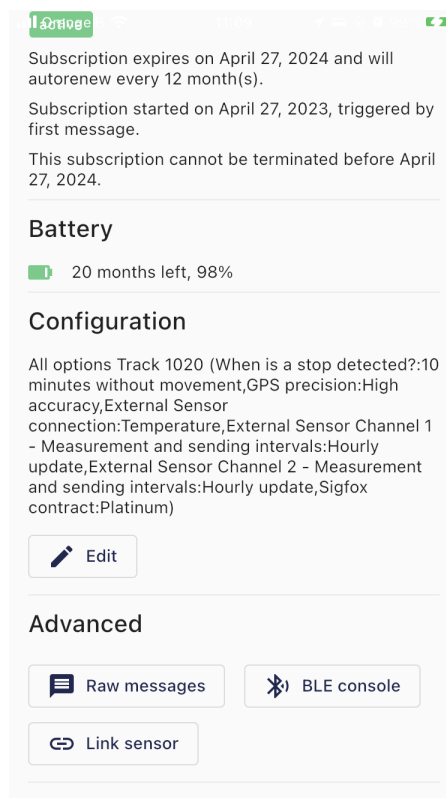 active
Orange
11:08
Subscription expires on April 27, 2024 and will
autorenew every 12 month(s).
Subscription started on April 27, 2023, triggered by
first message.
This subscription cannot be terminated before April
27, 2024.
Battery
20 months left, 98%
Configuration
All options Track 1020 (When is a stop detected?:10
minutes without movement,GPS precision:High
accuracy,External Sensor
connection:Temperature,External Sensor Channel 1
- Measurement and sending intervals:Hourly
update,External Sensor Channel 2 - Measurement
and sending intervals:Hourly update,Sigfox
contract:Platinum)
Edit
Advanced
Raw messages
BLE console
Link sensor